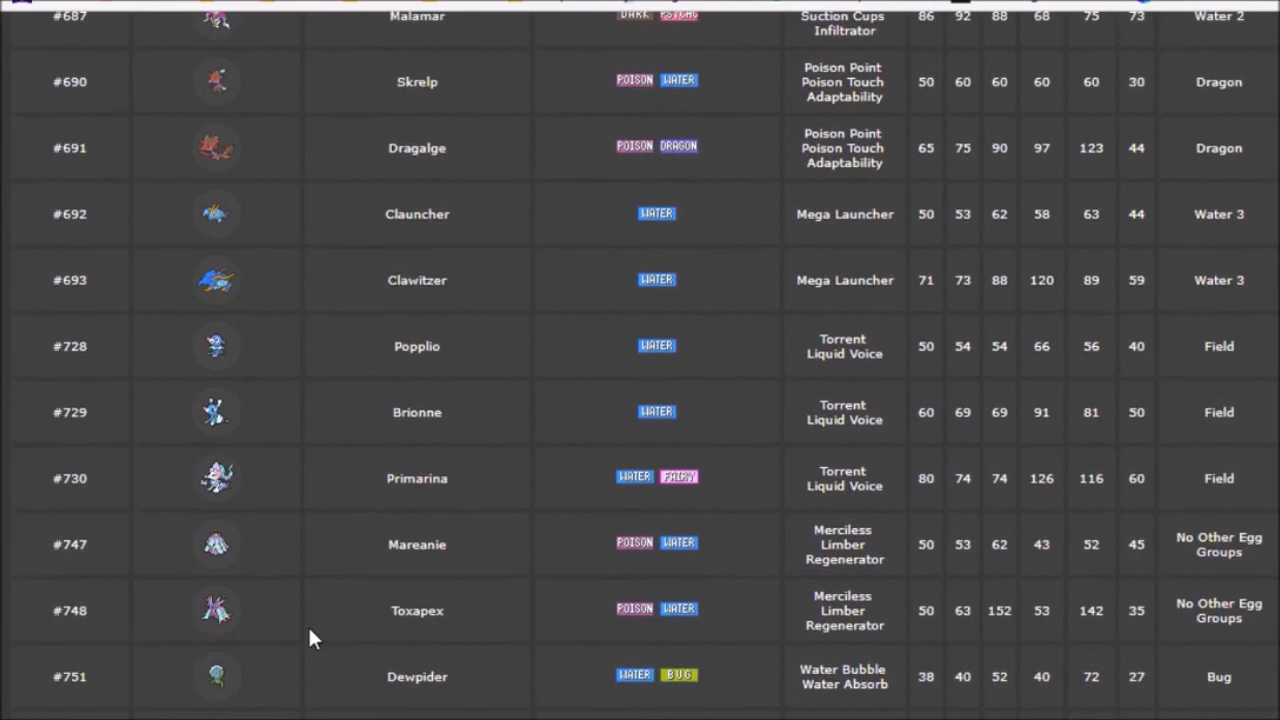 #687 Malamar DARK PSYCHC Suction Cups Infiltrator 86 92 88 68 75 73 Water 2
#690 Skrelp POISON WATER Poison Point Poison Touch Adaptability 50 60 60 60 60 30 Dragon
#691 Dragalge POISON DRAGON Poison Point Poison Touch Adaptability 65 75 90 97 123 44 Dragon
#692 Clauncher WATER Mega Launcher 50 53 62 58 63 44 Water 3
#693 Clawitzer WATER Mega Launcher 71 73 88 120 89 59 Water 3
#728 Popplio WATER Torrent Liquid Voice 50 54 54 66 56 40 Field
#729 Brionne WATER Torrent Liquid Voice 60 69 69 91 81 50 Field
#730 Primarina WATER FAIRY Torrent Liquid Voice 80 74 74 126 116 60 Field
#747 Mareanie POISON WATER Merciless Limber Regenerator 50 53 62 43 52 45 No Other Egg Groups
#748 Toxapex POISON WATER Merciless Limber Regenerator 50 63 152 53 142 35 No Other Egg Groups
#751 Dewpider WATER BUG Water Bubble Water Absorb 38 40 52 40 72 27 Bug